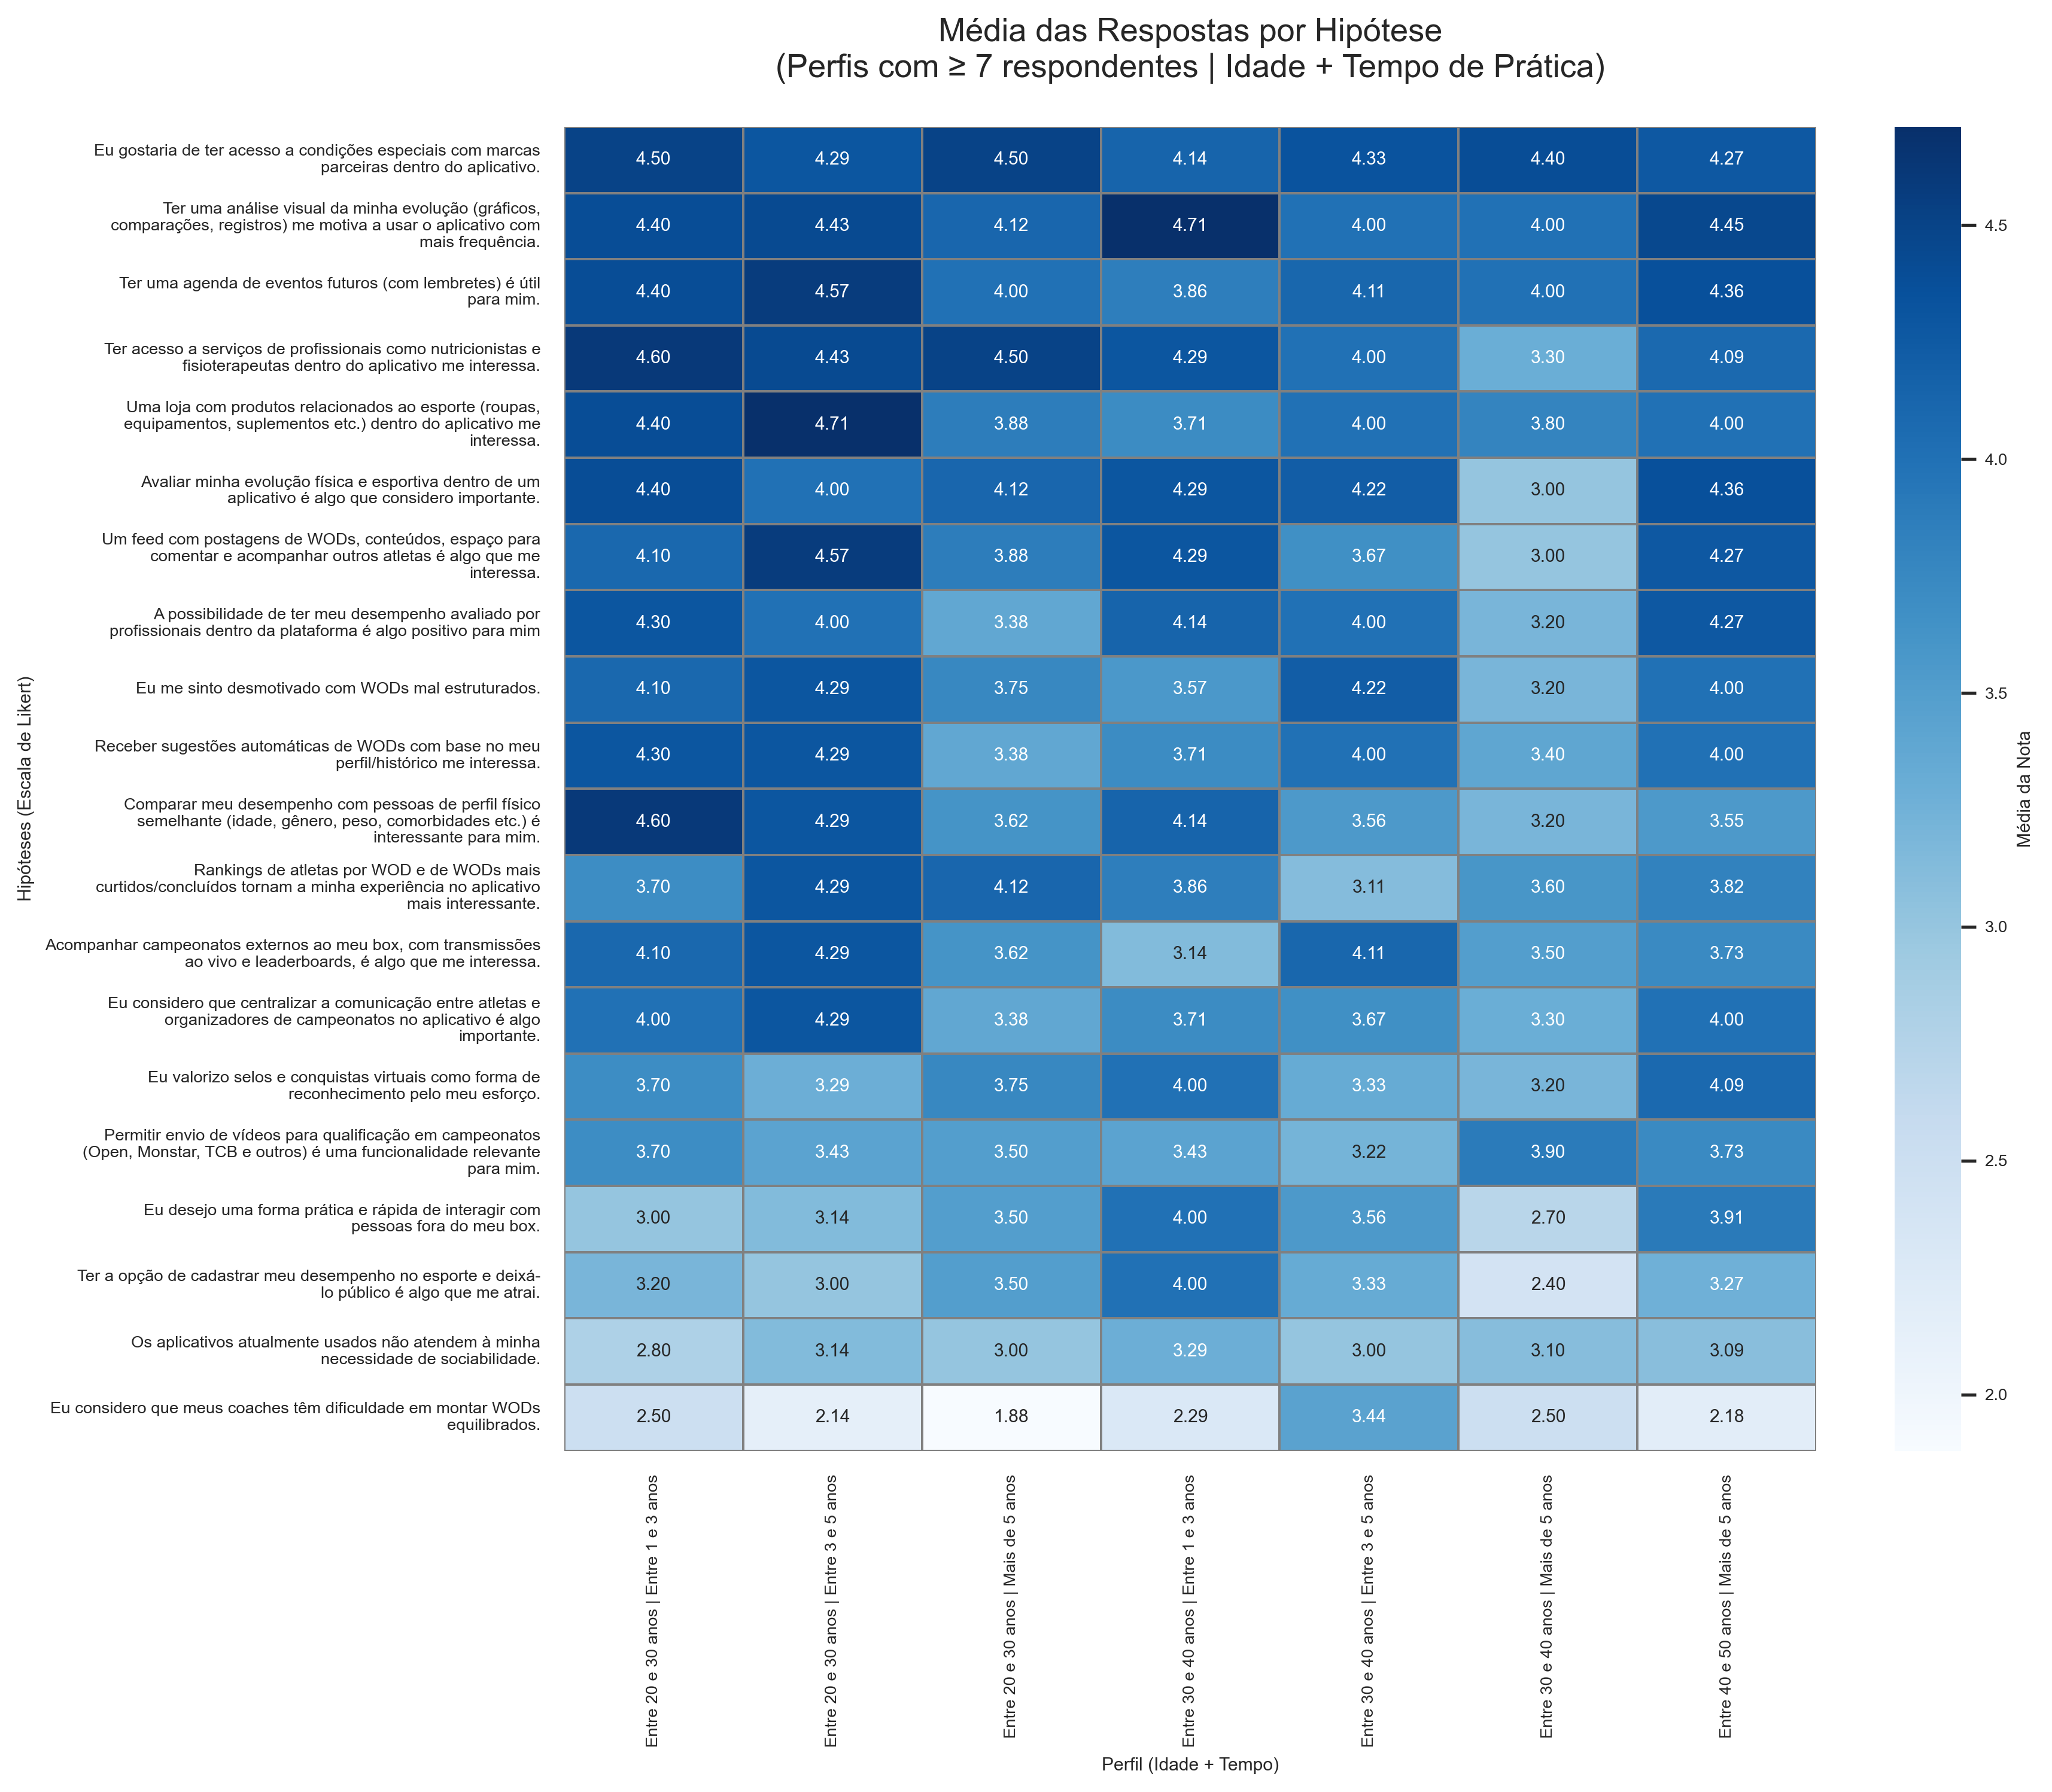 Média das Respostas por Hipótese
(Perfis com ≥ 7 respondentes | Idade + Tempo de Prática)
Hipóteses (Escala de Likert)
Eu gostaria de ter acesso a condições especiais com marcas
parceiras dentro do aplicativo.
4.50 4.29 4.50 4.14 4.33 4.40 4.27
Ter uma análise visual da minha evolução (gráficos,
comparações, registros) me motiva a usar o aplicativo com
mais frequência.
4.40 4.43 4.12 4.71 4.00 4.00 4.45
Ter uma agenda de eventos futuros (com lembretes) é útil
para mim.
4.40 4.57 4.00 3.86 4.11 4.00 4.36
Ter acesso a serviços de profissionais como nutricionistas e
fisioterapeutas dentro do aplicativo me interessa.
4.60 4.43 4.50 4.29 4.00 3.30 4.09
Uma loja com produtos relacionados ao esporte (roupas,
equipamentos, suplementos etc.) dentro do aplicativo me
interessa.
4.40 4.71 3.88 3.71 4.00 3.80 4.00
Avaliar minha evolução física e esportiva dentro de um
aplicativo é algo que considero importante.
4.40 4.00 4.12 4.29 4.22 3.00 4.36
Um feed com postagens de WODs, conteúdos, espaço para
comentar e acompanhar outros atletas é algo que me
interessa.
4.10 4.57 3.88 4.29 3.67 3.00 4.27
A possibilidade de ter meu desempenho avaliado por
profissionais dentro da plataforma é algo positivo para mim
4.30 4.00 3.38 4.14 4.00 3.20 4.27
Eu me sinto desmotivado com WODs mal estruturados.
4.10 4.29 3.75 3.57 4.22 3.20 4.00
Receber sugestões automáticas de WODs com base no meu
perfil/histórico me interessa.
4.30 4.29 3.38 3.71 4.00 3.40 4.00
Comparar meu desempenho com pessoas de perfil físico
semelhante (idade, gênero, peso, comorbidades etc.) é
interessante para mim.
4.60 4.29 3.62 4.14 3.56 3.20 3.55
Rankings de atletas por WOD e de WODs mais
curtidos/concluídos tornam a minha experiência no aplicativo
mais interessante.
3.70 4.29 4.12 3.86 3.11 3.60 3.82
Acompanhar campeonatos externos ao meu box, com transmissões
ao vivo e leaderboards, é algo que me interessa.
4.10 4.29 3.62 3.14 4.11 3.50 3.73
Eu considero que centralizar a comunicação entre atletas e
organizadores de campeonatos no aplicativo é algo
importante.
4.00 4.29 3.38 3.71 3.67 3.30 4.00
Eu valorizo selos e conquistas virtuais como forma de
reconhecimento pelo meu esforço.
3.70 3.29 3.75 4.00 3.33 3.20 4.09
Permitir envio de vídeos para qualificação em campeonatos
(Open, Monstar, TCB e outros) é uma funcionalidade relevante
para mim.
3.70 3.43 3.50 3.43 3.22 3.90 3.73
Eu desejo uma forma prática e rápida de interagir com
pessoas fora do meu box.
3.00 3.14 3.50 4.00 3.56 2.70 3.91
Ter a opção de cadastrar meu desempenho no esporte e deixá-
lo público é algo que me atrai.
3.20 3.00 3.50 4.00 3.33 2.40 3.27
Os aplicativos atualmente usados não atendem à minha
necessidade de sociabilidade.
2.80 3.14 3.00 3.29 3.00 3.10 3.09
Eu considero que meus coaches têm dificuldade em montar WODs
equilibrados.
2.50 2.14 1.88 2.29 3.44 2.50 2.18
Entre 20 e 30 anos | Entre 1 e 3 anos
Entre 20 e 30 anos | Entre 3 e 5 anos
Entre 20 e 30 anos | Mais de 5 anos
Entre 30 e 40 anos | Entre 1 e 3 anos
Entre 30 e 40 anos | Entre 3 e 5 anos
Entre 30 e 40 anos | Mais de 5 anos
Entre 40 e 50 anos | Mais de 5 anos
Perfil (Idade + Tempo)
4.5
4.0
3.5
3.0
2.5
2.0
Média da Nota